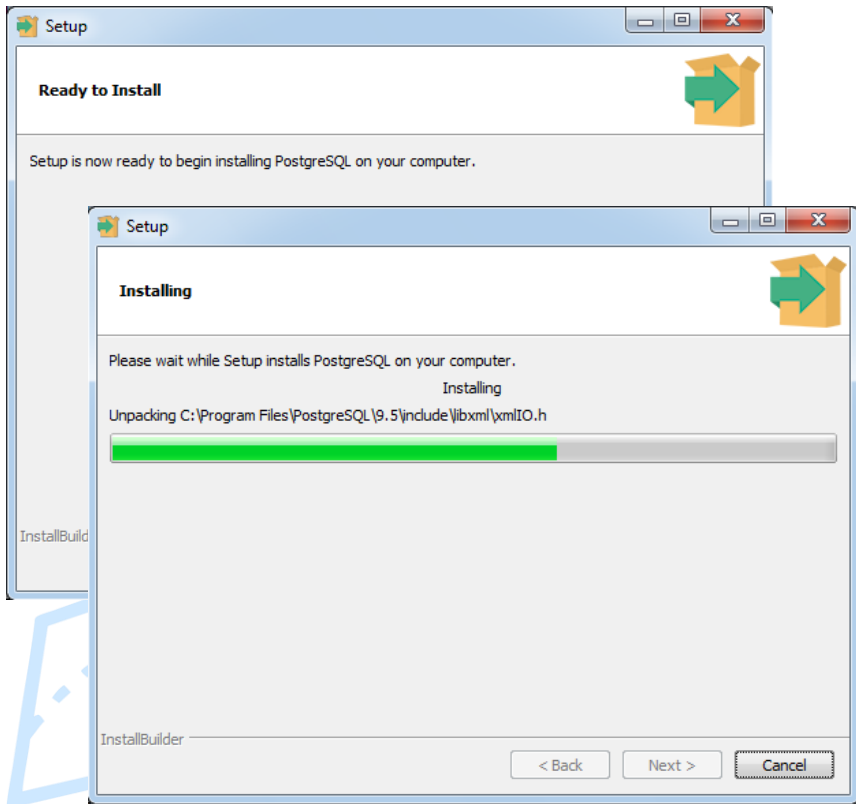 Setup
Ready to Install
Setup is now ready to begin installing PostgreSQL on your computer.
InstallBuild
Setup
Installing
Please wait while Setup installs PostgreSQL on your computer.
Installing
Unpacking C:\Program Files\PostgreSQL\9.5\include\libxml\xmlIO.h
InstallBuilder
< Back
Next >
Cancel